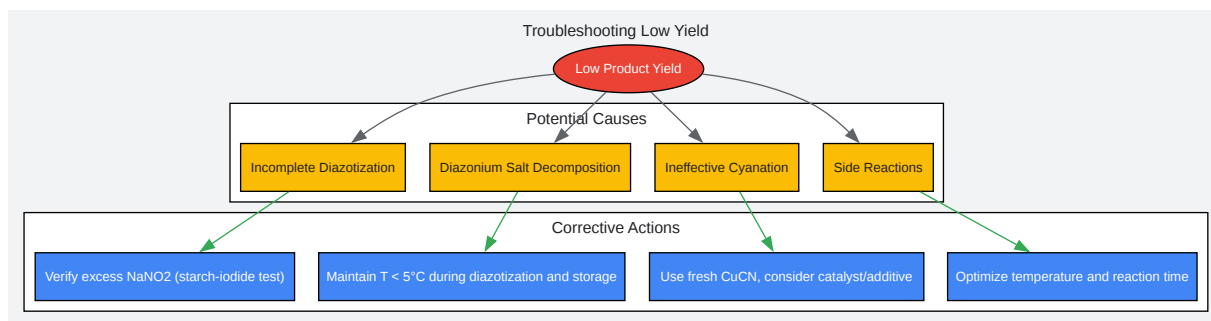 Troubleshooting Low Yield
Low Product Yield
Potential Causes
Incomplete Diazotization
Diazonium Salt Decomposition
Ineffective Cyanation
Side Reactions
Corrective Actions
Verify excess NaNO2 (starch-iodide test)
Maintain T < 5°C during diazotization and storage
Use fresh CuCN, consider catalyst/additive
Optimize temperature and reaction time